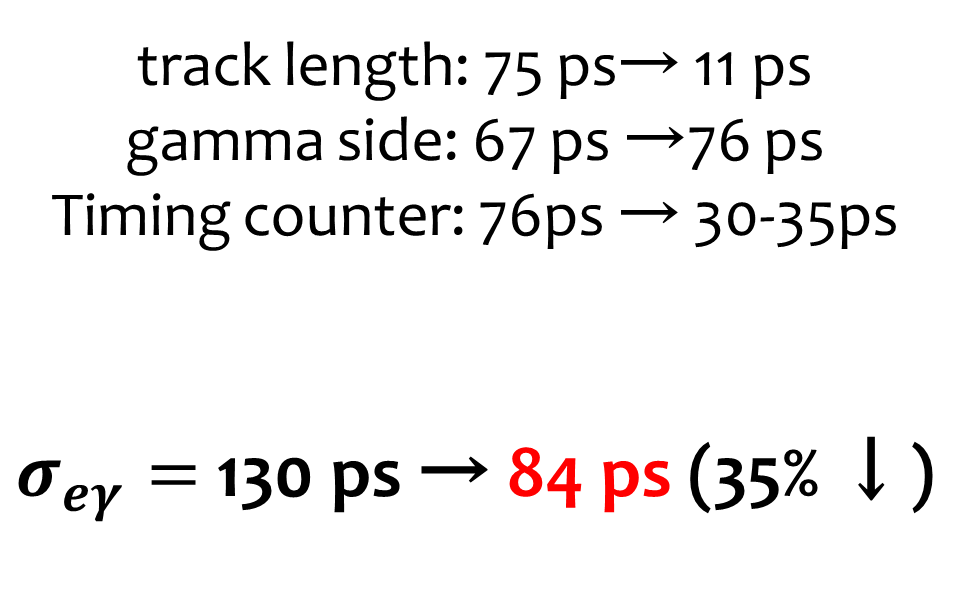 track length: 75 ps→ 11 ps
gamma side: 67 ps →76 ps
Timing counter: 76ps → 30-35ps
σeγ = 130 ps → 84 ps (35% ↓)